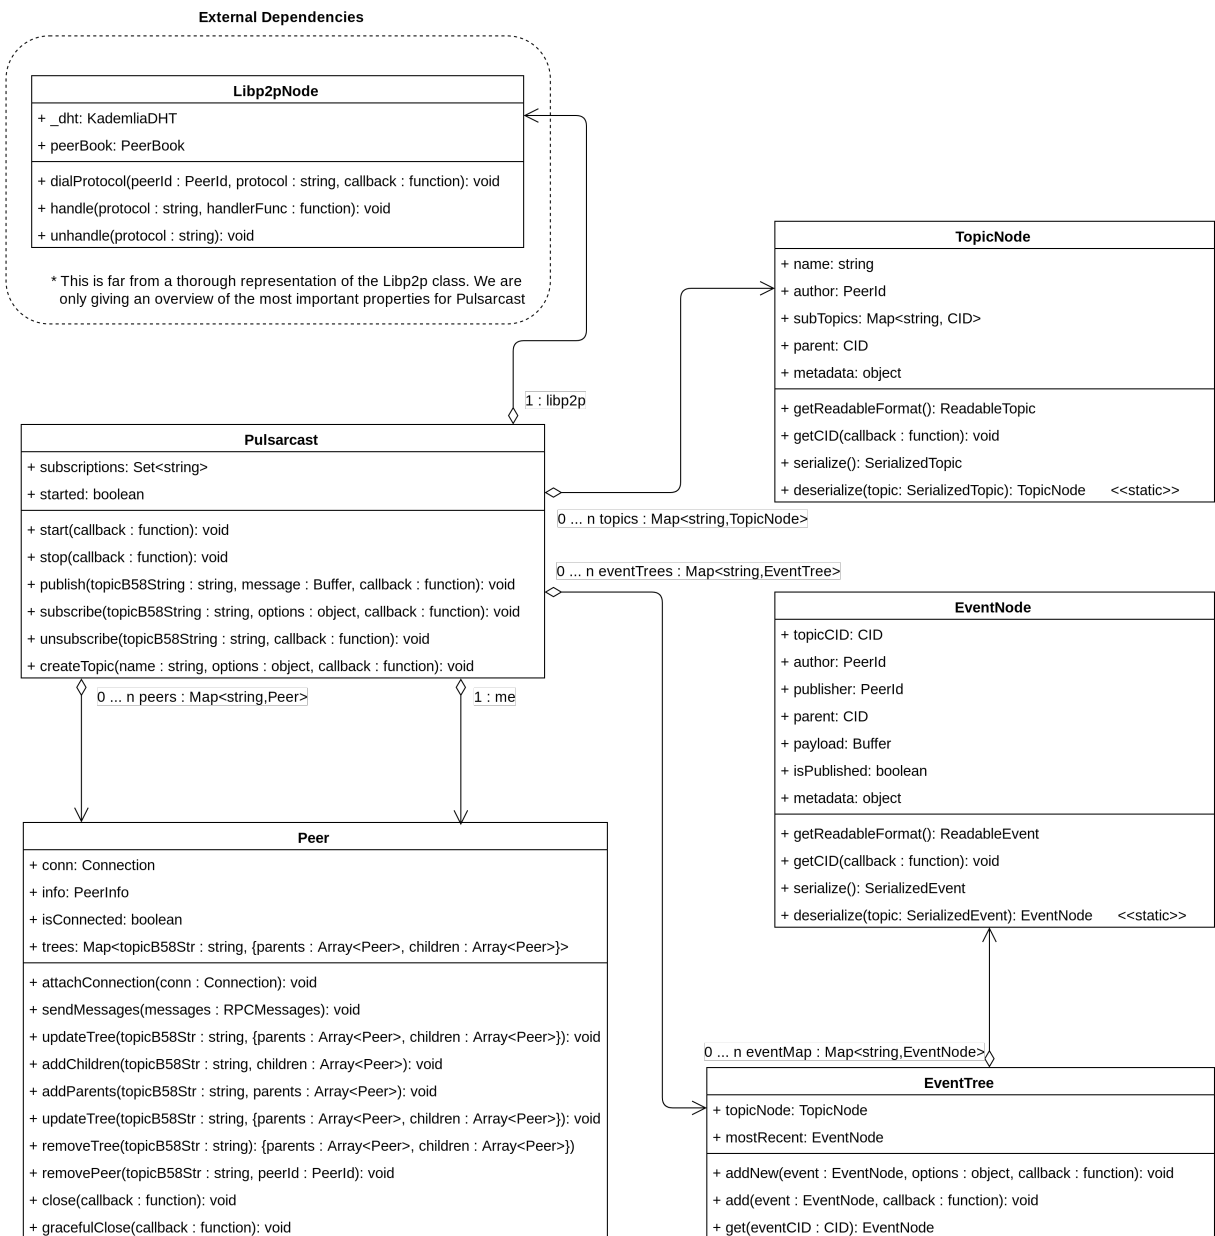 External Dependencies
Libp2pNode
+ _dht: KademliaDHT
+ peerBook: PeerBook
+ dialProtocol(peerId : PeerId, protocol : string, callback : function): void
+ handle(protocol : string, handlerFunc : function): void
+ unhandle(protocol : string): void
* This is far from a thorough representation of the Libp2p class. We are
only giving an overview of the most important properties for Pulsarcast
1 : libp2p
Pulsarcast
+ subscriptions: Set<string>
+ started: boolean
+ start(callback : function): void
+ stop(callback : function): void
+ publish(topicB58String : string, message : Buffer, callback : function): void
+ subscribe(topicB58String : string, options : object, callback : function): void
+ unsubscribe(topicB58String : string, callback : function): void
+ createTopic(name : string, options : object, callback : function): void
0 ... n topics : Map<string,TopicNode>
0 ... n eventTrees : Map<string,EventTree>
0 ... n peers : Map<string,Peer>
1 : me
TopicNode
+ name: string
+ author: PeerId
+ subTopics: Map<string, CID>
+ parent: CID
+ metadata: object
+ getReadableFormat(): ReadableTopic
+ getCID(callback : function): void
+ serialize(): SerializedTopic
+ deserialize(topic: SerializedTopic): TopicNode <<static>>
EventNode
+ topicCID: CID
+ author: PeerId
+ publisher: PeerId
+ parent: CID
+ payload: Buffer
+ isPublished: boolean
+ metadata: object
+ getReadableFormat(): ReadableEvent
+ getCID(callback : function): void
+ serialize(): SerializedEvent
+ deserialize(topic: SerializedEvent): EventNode <<static>>
Peer
+ conn: Connection
+ info: PeerInfo
+ isConnected: boolean
+ trees: Map<topicB58Str : string, {parents : Array<Peer>, children : Array<Peer>}>
+ attachConnection(conn : Connection): void
+ sendMessages(messages : RPCMessages): void
+ updateTree(topicB58Str : string, {parents : Array<Peer>, children : Array<Peer>}): void
+ addChildren(topicB58Str : string, children : Array<Peer>): void
+ addParents(topicB58Str : string, parents : Array<Peer>): void
+ updateTree(topicB58Str : string, {parents : Array<Peer>, children : Array<Peer>}): void
+ removeTree(topicB58Str : string): {parents : Array<Peer>, children : Array<Peer>})
+ removePeer(topicB58Str : string, peerId : PeerId): void
+ close(callback : function): void
+ gracefulClose(callback : function): void
0 ... n eventMap : Map<string,EventNode>
EventTree
+ topicNode: TopicNode
+ mostRecent: EventNode
+ addNew(event : EventNode, options : object, callback : function): void
+ add(event : EventNode, callback : function): void
+ get(eventCID : CID): EventNode